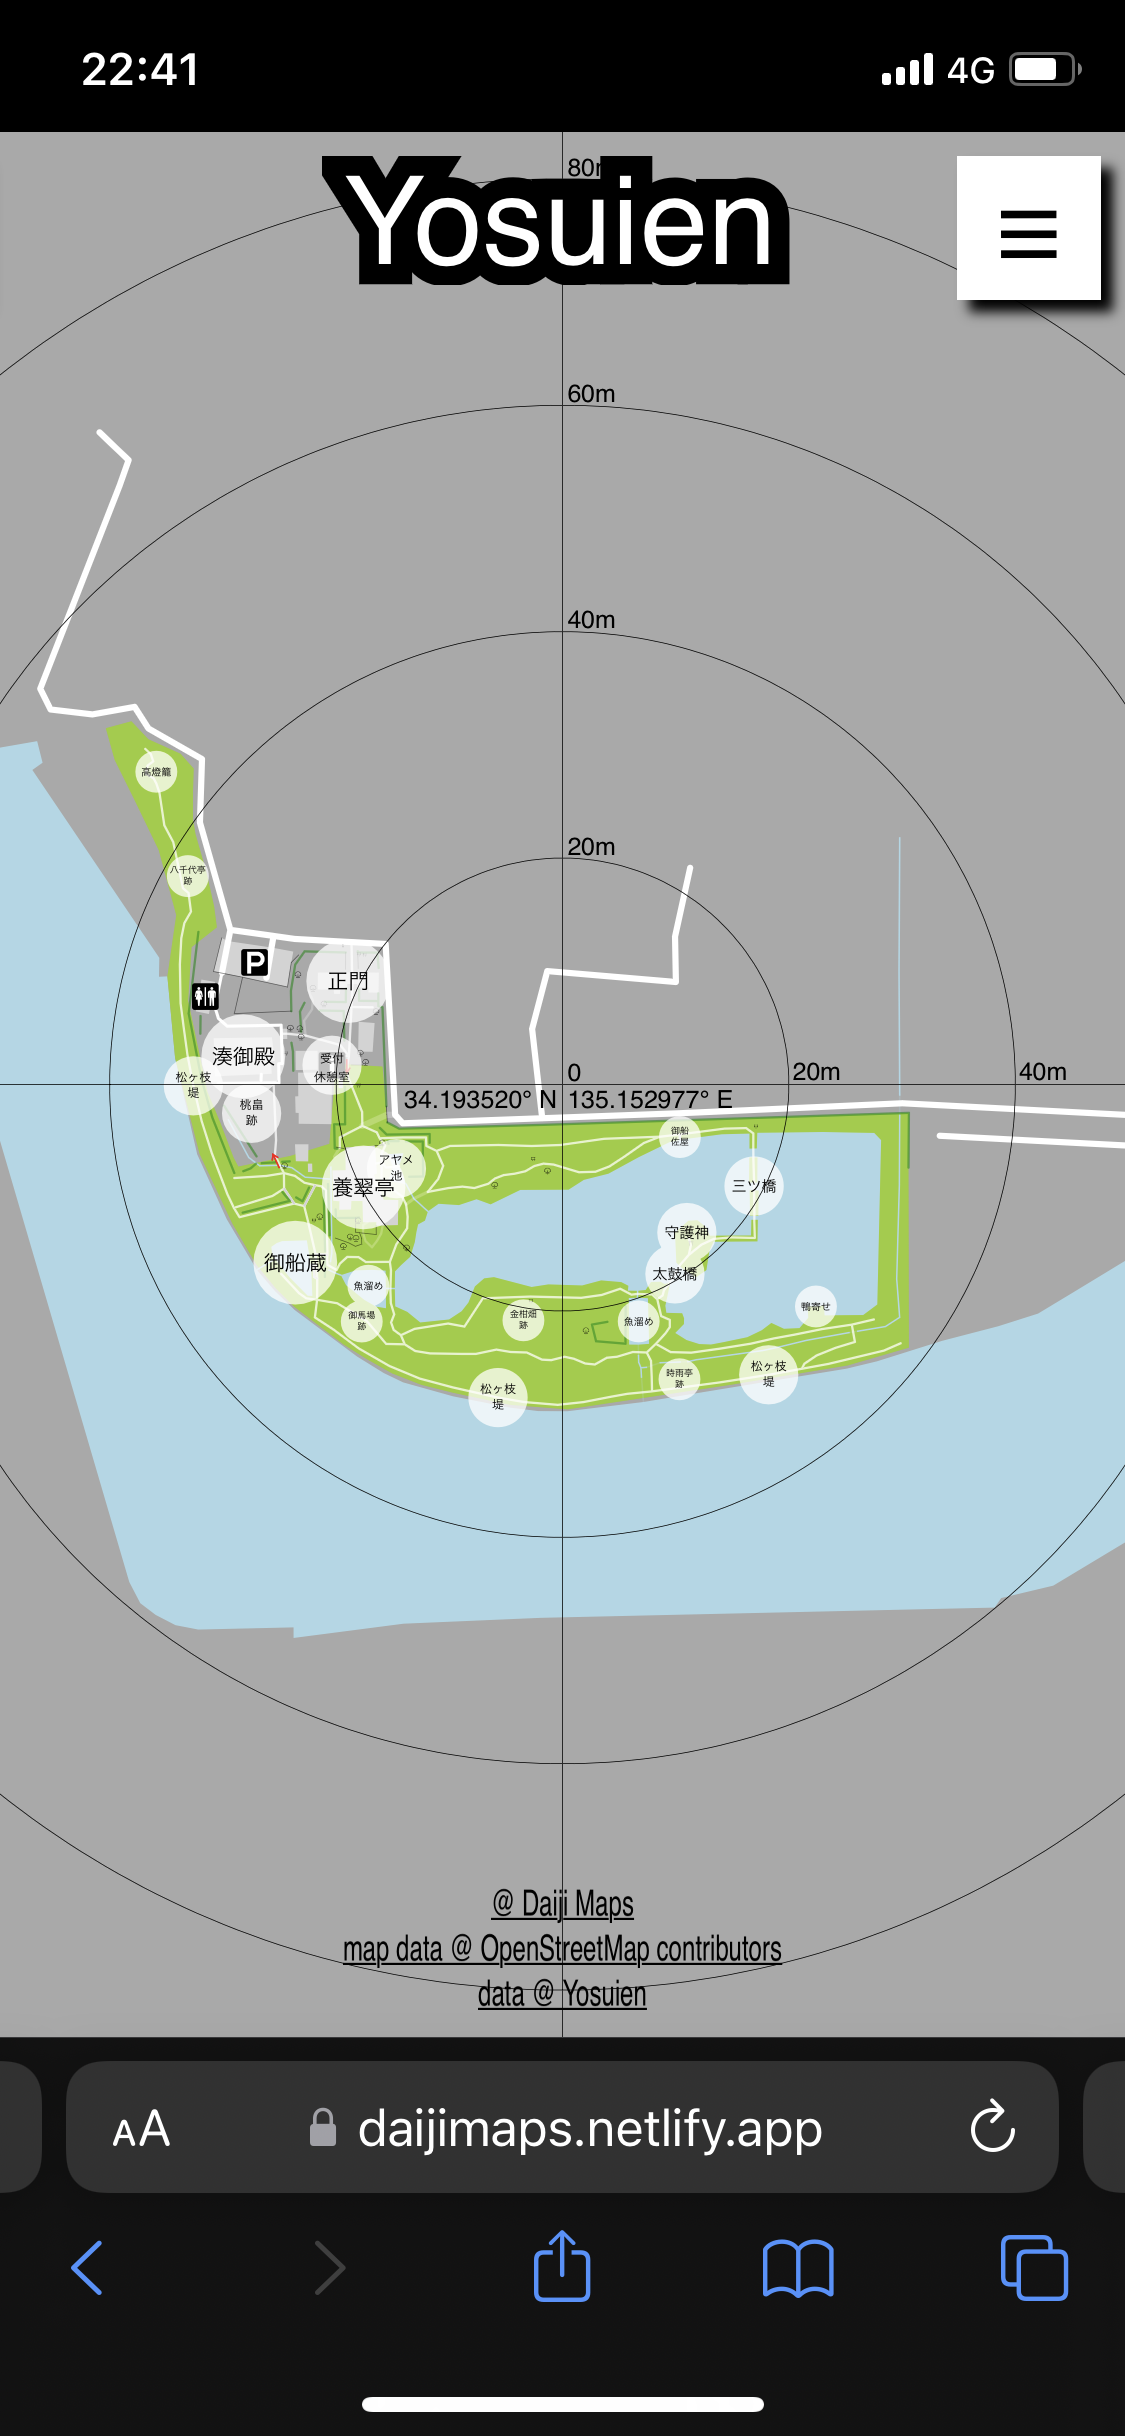 22:41
4G
80m
Yosuien
60m
40m
20m
高燈籠
八千代亭
跡
P
正門
湊御殿
受付
休憩室
松ヶ枝
堤
桃畠
跡
0
20m
40m
34.193520° N
135.152977° E
御船
佐屋
アヤメ
池
養翠亭
三ツ橋
守護神
御船蔵
太鼓橋
魚溜め
鴨寄せ
御馬場
跡
金柑畑
跡
魚溜め
時雨亭
跡
松ヶ枝
堤
松ヶ枝
堤
@ Daiji Maps
map data @ OpenStreetMap contributors
data @ Yosuien
AA
daijimaps.netlify.app